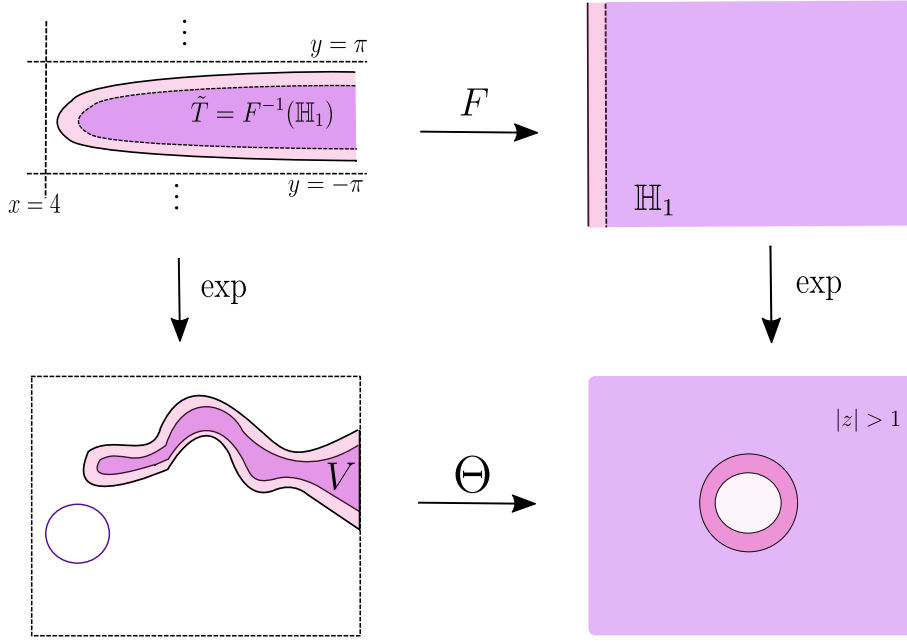 ⋮
y = π
T̃ = F⁻¹(ℍ₁)
F
y = −π
⋮
x = 4
ℍ₁
exp
exp
|z| > 1
V
Θ